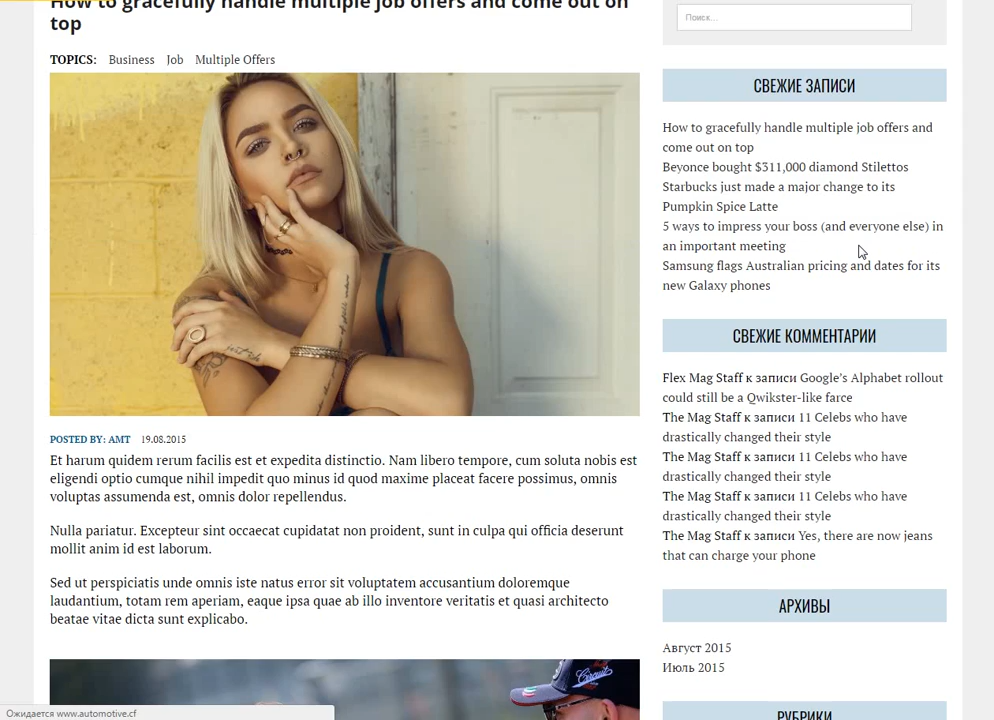 How to gracefully handle multiple job offers and come out on
top
TOPICS: Business Job Multiple Offers
POSTED BY: AMT 19.08.2015
Et harum quidem rerum facilis est et expedita distinctio. Nam libero tempore, cum soluta nobis est
eligendi optio cumque nihil impedit quo minus id quod maxime placeat facere possimus, omnis
voluptas assumenda est, omnis dolor repellendus.
Nulla pariatur. Excepteur sint occaecat cupidatat non proident, sunt in culpa qui officia deserunt
mollit anim id est laborum.
Sed ut perspiciatis unde omnis iste natus error sit voluptatem accusantium doloremque
laudantium, totam rem aperiam, eaque ipsa quae ab illo inventore veritatis et quasi architecto
beatae vitae dicta sunt explicabo.
Circuit
Ожидается www.automotive.cf
Поиск...
СВЕЖИЕ ЗАПИСИ
How to gracefully handle multiple job offers and
come out on top
Beyonce bought $311,000 diamond Stilettos
Starbucks just made a major change to its
Pumpkin Spice Latte
5 ways to impress your boss (and everyone else) in
an important meeting
Samsung flags Australian pricing and dates for its
new Galaxy phones
СВЕЖИЕ КОММЕНТАРИИ
Flex Mag Staff к записи Google's Alphabet rollout
could still be a Qwikster-like farce
The Mag Staff к записи 11 Celebs who have
drastically changed their style
The Mag Staff к записи 11 Celebs who have
drastically changed their style
The Mag Staff к записи 11 Celebs who have
drastically changed their style
The Mag Staff к записи Yes, there are now jeans
that can charge your phone
АРХИВЫ
Август 2015
Июль 2015
РУБРИКИ